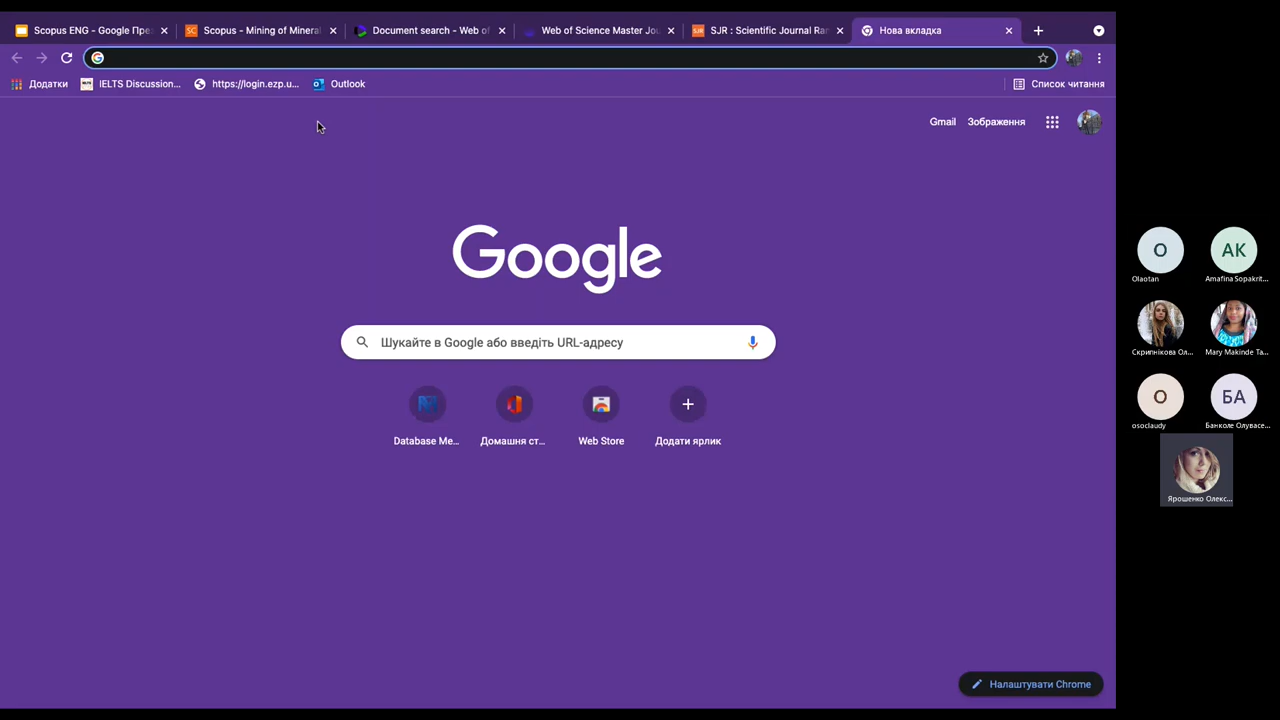 Scopus ENG - Google Пре
Scopus - Mining of Mineral
Document search - Web of
Web of Science Master Jou
SJR : Scientific Journal Ran
Нова вкладка
Додатки
IELTS Discussion...
https://login.ezp.u...
Outlook
Список читання
Gmail
Зображення
Google
Шукайте в Google або введіть URL-адресу
Database Me...
Домашня ст...
Web Store
Додати ярлик
Налаштувати Chrome
O
АК
Olaotan
Amafina Sopakrit...
Скрипнікова Ол...
Mary Makinde Ta...
O
БА
osoclaudy
Банколе Олувасе...
Ярошенко Олекс...